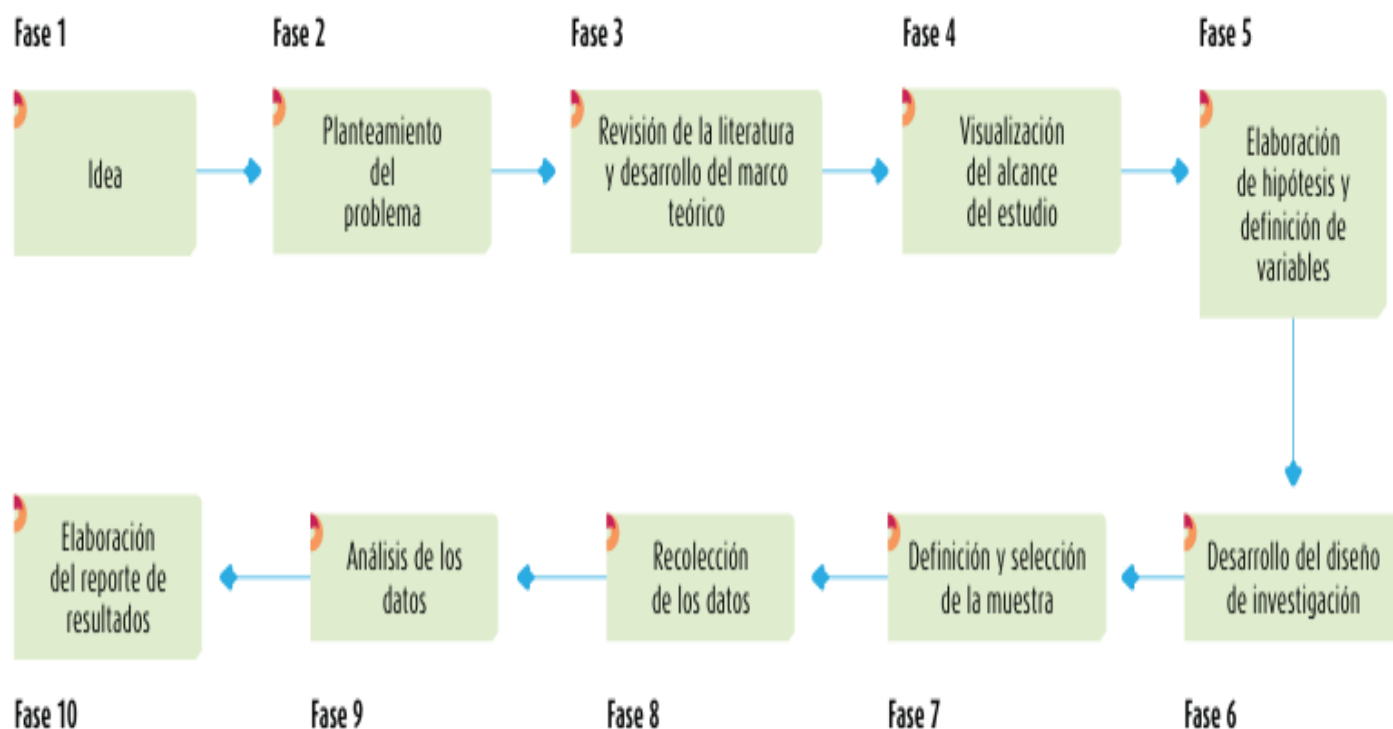 Fase 1
Fase 2
Fase 3
Fase 4
Fase 5
Idea
Planteamiento
del
problema
Revisión de la literatura
y desarrollo del marco
teórico
Visualización
del alcance
del estudio
Elaboración
de hipótesis y
definición de
variables
Elaboración
del reporte de
resultados
Análisis de los
datos
Recolección
de los datos
Definición y selección
de la muestra
Desarrollo del diseño
de investigación
Fase 10
Fase 9
Fase 8
Fase 7
Fase 6